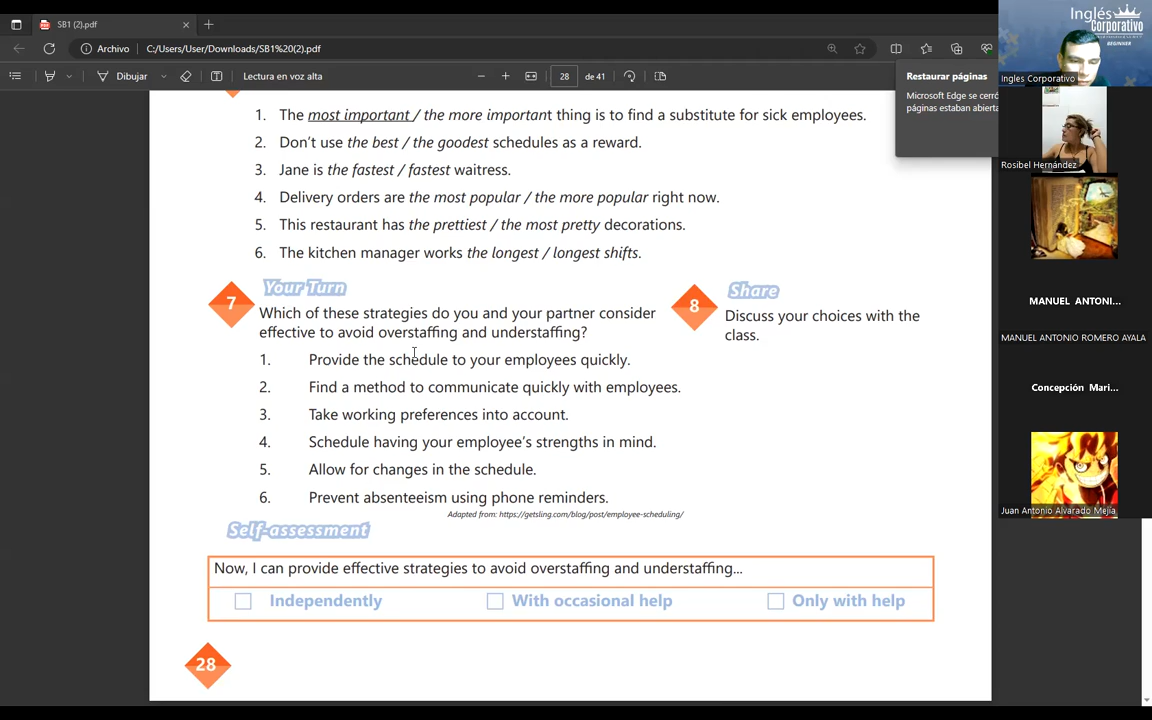 SB1 (2).pdf
Archivo
C:/Users/User/Downloads/SB1%20(2).pdf
Dibujar
Lectura en voz alta
28
de 41
Restaurar páginas
Microsoft Edge se cerró
páginas estaban abierta
1. The most important / the more important thing is to find a substitute for sick employees.
2. Don't use the best / the goodest schedules as a reward.
3. Jane is the fastest / fastest waitress.
4. Delivery orders are the most popular / the more popular right now.
5. This restaurant has the prettiest / the most pretty decorations.
6. The kitchen manager works the longest / longest shifts.
7
Your Turn
Which of these strategies do you and your partner consider
effective to avoid overstaffing and understaffing?
1. Provide the schedule to your employees quickly.
2. Find a method to communicate quickly with employees.
3. Take working preferences into account.
4. Schedule having your employee's strengths in mind.
5. Allow for changes in the schedule.
6. Prevent absenteeism using phone reminders.
Adapted from: https://getsling.com/blog/post/employee-scheduling/
8
Share
Discuss your choices with the
class.
Self-assessment
Now, I can provide effective strategies to avoid overstaffing and understaffing...
Independently
With occasional help
Only with help
28
Inglés
Corporativo
BEGINNER
Ingles Corporativo
Rosibel Hernández
MANUEL ANTONI...
MANUEL ANTONIO ROMERO AYALA
Concepción Mari...
Juan Antonio Alvarado Mejía